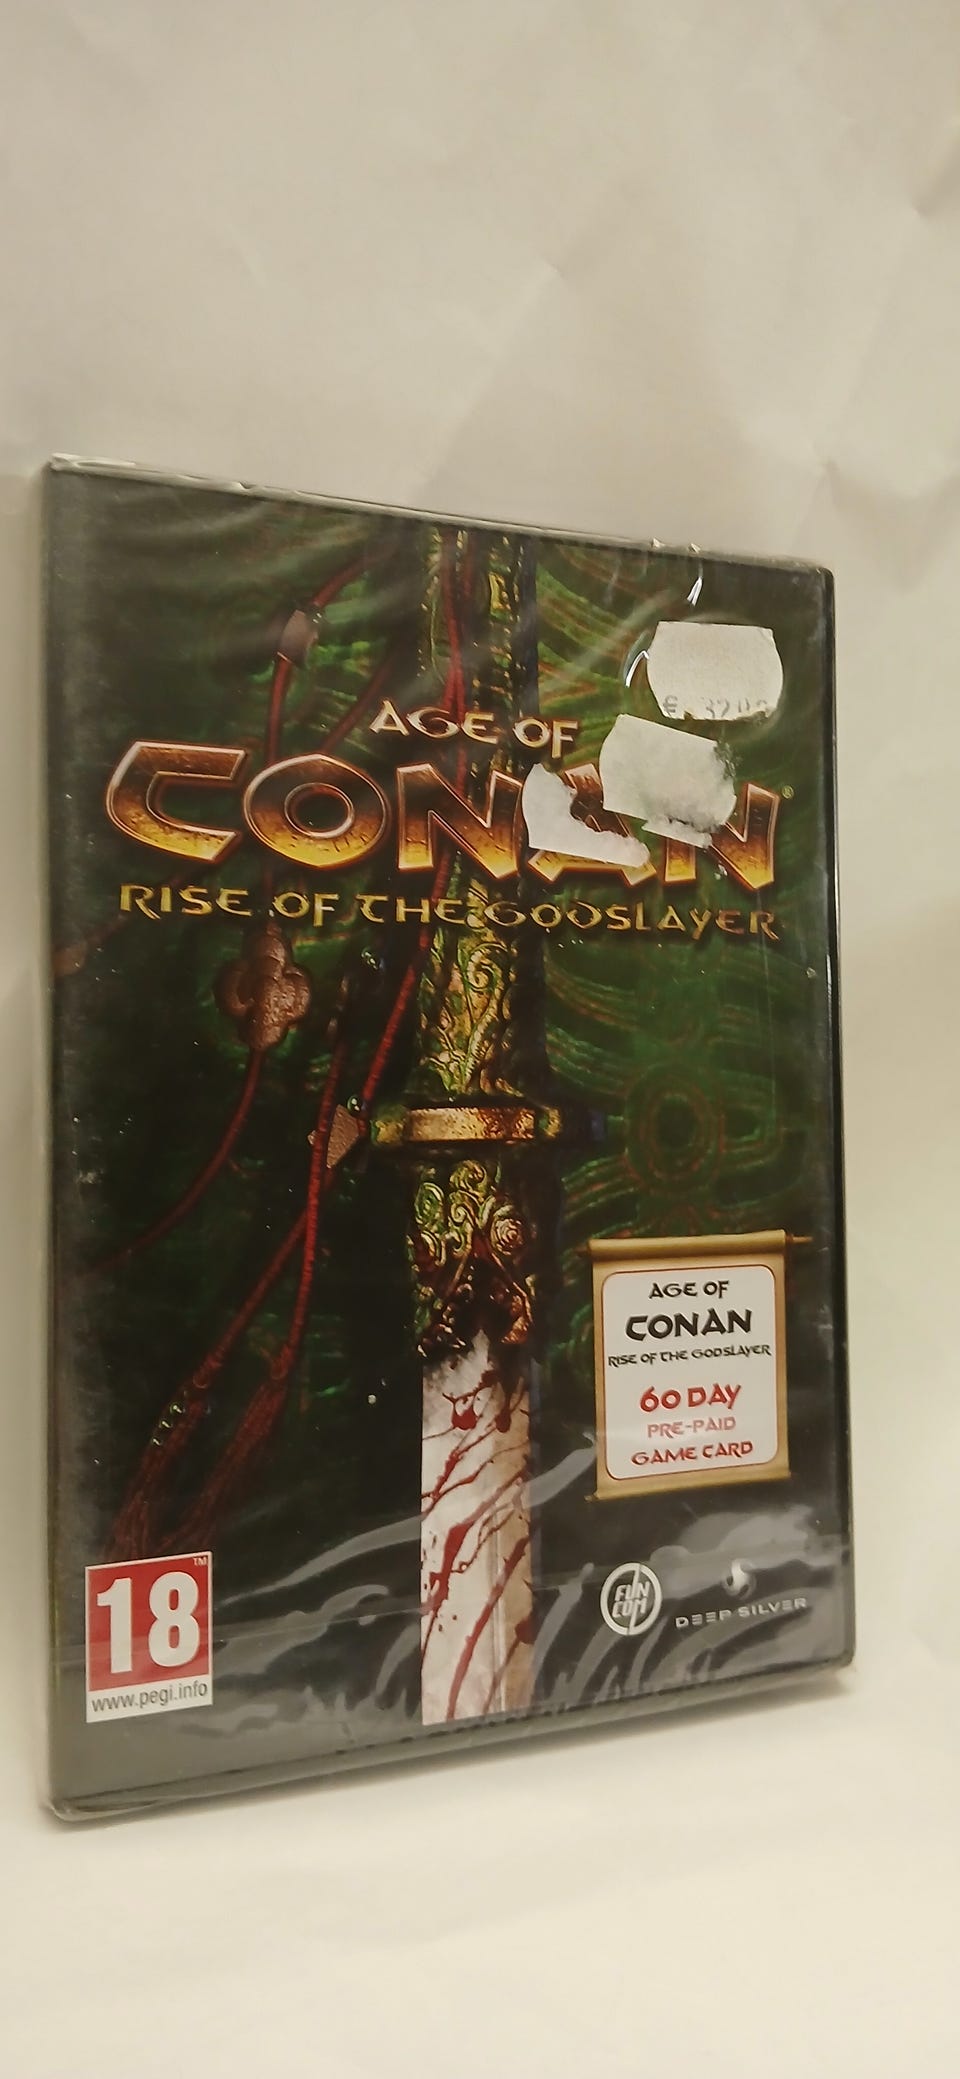 AGE OF
CONAN®
RISE OF THE GODSLAYER
AGE OF
CONAN
RISE OF THE GODSLAYER
60 DAY
PRE-PAID
GAME CARD
18™
www.pegi.info
FUNCOM
DEEP SILVER